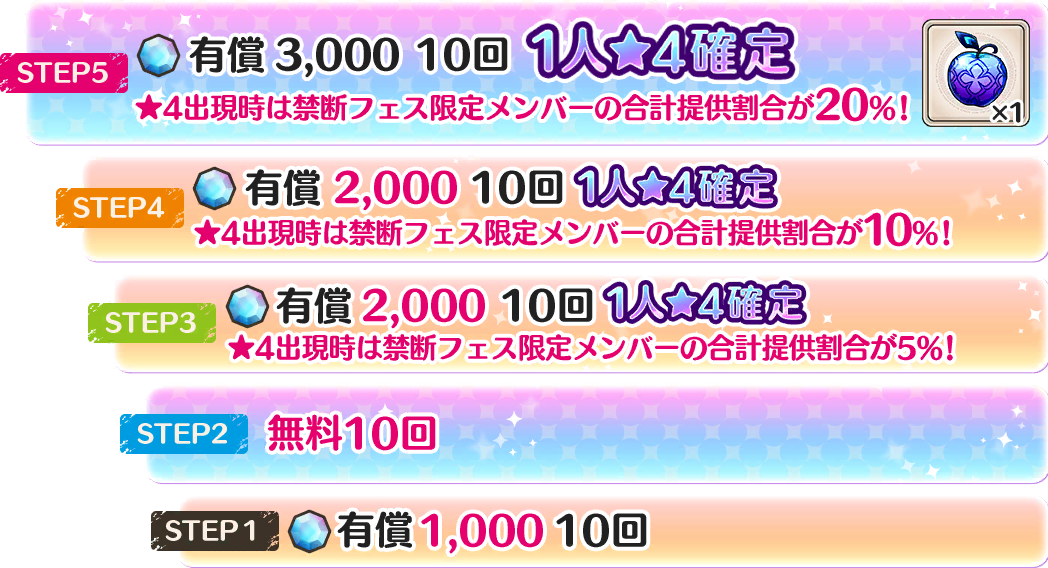 STEP5
有償 3,000 10回 1人★4確定
★4出現時は禁断フェス限定メンバーの合計提供割合が20%!
×1
STEP4
有償 2,000 10回 1人★4確定
★4出現時は禁断フェス限定メンバーの合計提供割合が10%!
STEP3
有償 2,000 10回 1人★4確定
★4出現時は禁断フェス限定メンバーの合計提供割合が5%!
STEP2
無料10回
STEP1
有償 1,000 10回